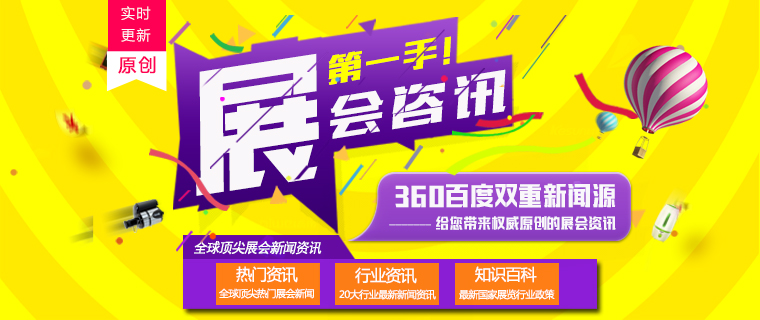 实时
更新
原创
第一手!
展会咨讯
360百度双重新闻源
给您带来权威原创的展会资讯
全球顶尖展会新闻资讯
热门资讯
全球顶尖热门展会新闻
行业资讯
20大行业最新新闻资讯
知识百科
最新国家展览行业政策